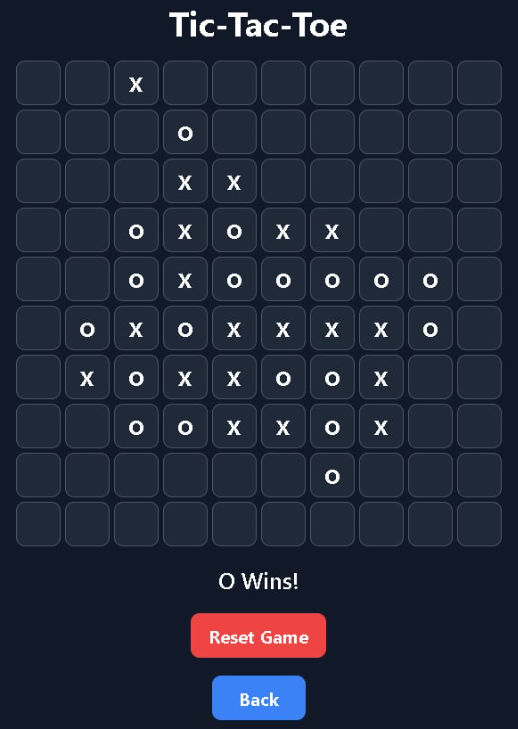 Tic-Tac-Toe
X
O
X X
O X O X X
O X O O O O O
O X O X X X X O
X O X X O O X
O O X X O X
O
O Wins!
Reset Game
Back